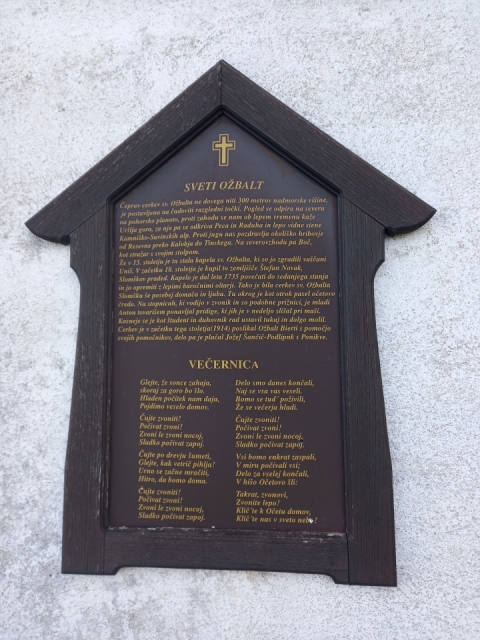 SVETI OŽBALT
Čeprav cerkev sv. Ožbalta ne dosega niti 300 metrov nadmorske višine,
je postavljena na čudoviti razgledni točki. Pogled se odpira na severu
na pohorsko planoto, proti zahodu se nam ob lepem vremenu kaže
Uršlja gora, za njo pa se odkriva Peca in Raduha in lepo vidne stene
Kamniško-Savinskih alp. Proti jugu nas pozdravlja okoliško hribovje
od Resevne preko Kalobja do Tinskega. Na severovzhodu pa Boč,
kot stražar s svojim stolpom.
Že v 15. stoletju je tu stala kapela sv. Ožbalta, ki so jo zgradili vaščani
Uniš. V začetku 18. stoletja je kupil to zemljišče Štefan Novak,
Slomškov praded. Kapelo je dal leta 1735 povečati do sedanjega stanja
in jo opremiti z lepimi baročnimi oltarji. Tako je bila cerkev sv. Ožbalta
Slomšku še posebej domača in ljuba. Tu okrog je kot otrok pasel očetovo
čredo. Na stopnicah, ki vodijo v zvonik in so podobne prižnici, je mladi
Anton tovarišem ponavljal pridige, ki jih je v nedeljo slišal pri maši.
Kasneje se je kot študent in duhovnik rad ustavil tukaj in dolgo molil.
Cerkev je v začetku tega stoletja(1914) poslikal Ožbalt Bierti s pomočjo
svojih pomočnikov, delo pa je plačal Jožef Šančič-Podlipnk s Ponikve.
VEČERNICA
Glejte, že sonce zahaja,
skoraj za goro bo šlo.
Hladen počitek nam daja,
Pojdimo veselo domov.
Čujte zvoniti!
Počivat zvoni!
Zvoni le zvoni nocoj,
Sladko počivat zapoj.
Čujte po drevju šumeti,
Glejte, kak vetrič pihlja!
Urno se začne mračiti,
Hitro, da bomo doma.
Čujte zvoniti!
Počivat zvoni!
Zvoni le zvoni nocoj,
Sladko počivat zapoj.
Delo smo danes končali,
Naj se vsa vas veseli.
Bomo se tud' poživili,
Že se večerja hladi.
Čujte zvoniti!
Počivat zvoni!
Zvoni le zvoni nocoj,
Sladko počivat zapoj.
Vsi bomo enkrat zaspali,
V miru počivali vsi;
Delo za vselej končali,
V hišo Očetovo šli:
Takrat, zvonovi,
Zvonite lepo!
Klič'te k Očetu domov,
Klič'te nas v sveto nebo!